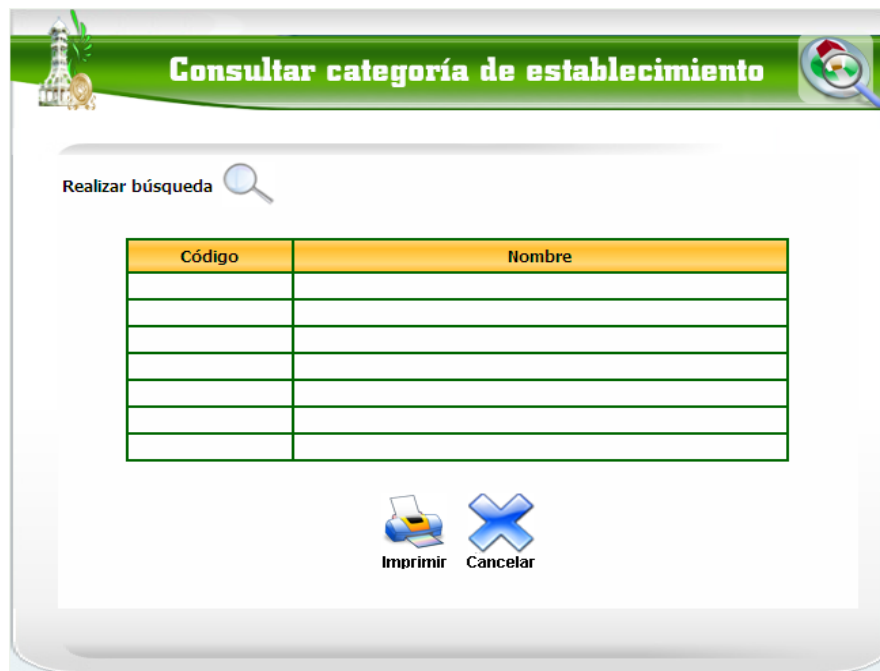 Consultar categoría de establecimiento
Realizar búsqueda
Código Nombre
Imprimir Cancelar